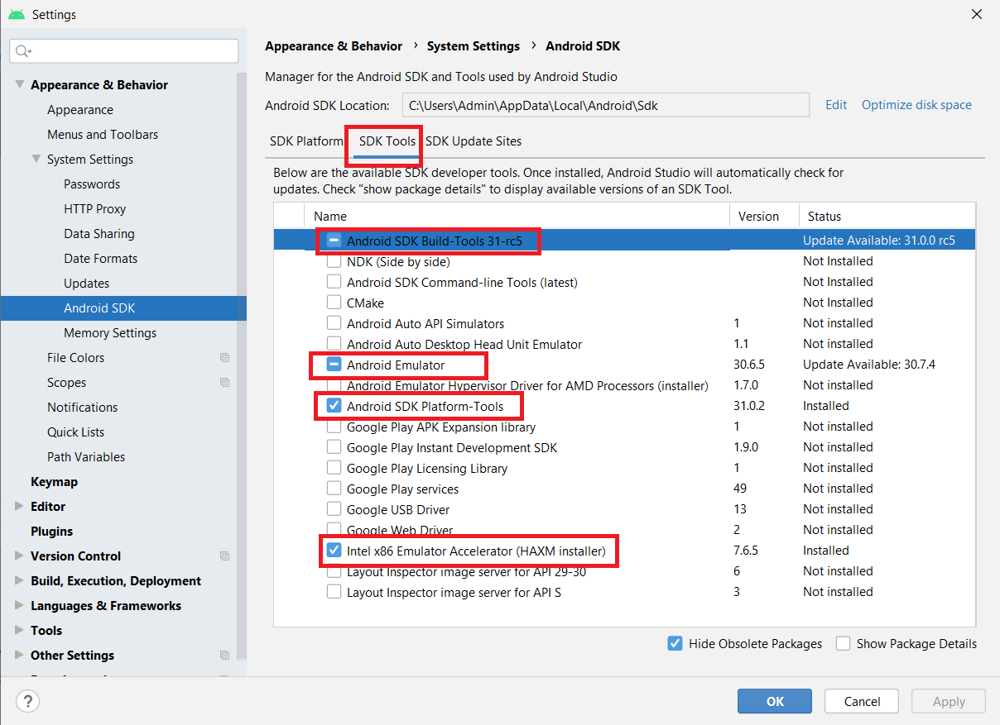 Settings
Appearance & Behavior
Appearance
Menus and Toolbars
System Settings
Passwords
HTTP Proxy
Data Sharing
Date Formats
Updates
Android SDK
Memory Settings
File Colors
Scopes
Notifications
Quick Lists
Path Variables
Keymap
Editor
Plugins
Version Control
Build, Execution, Deployment
Languages & Frameworks
Tools
Other Settings
Appearance & Behavior › System Settings › Android SDK
Manager for the Android SDK and Tools used by Android Studio
Android SDK Location: C:\Users\Admin\AppData\Local\Android\Sdk Edit Optimize disk space
SDK Platform SDK Tools SDK Update Sites
Below are the available SDK developer tools. Once installed, Android Studio will automatically check for
updates. Check "show package details" to display available versions of an SDK Tool.
Name Version Status
Android SDK Build-Tools 31-rc5 Update Available: 31.0.0 rc5
NDK (Side by side) Not Installed
Android SDK Command-line Tools (latest) Not Installed
CMake Not Installed
Android Auto API Simulators 1 Not installed
Android Auto Desktop Head Unit Emulator 1.1 Not installed
Android Emulator 30.6.5 Update Available: 30.7.4
Android Emulator Hypervisor Driver for AMD Processors (installer) 1.7.0 Not installed
Android SDK Platform-Tools 31.0.2 Installed
Google Play APK Expansion library 1 Not installed
Google Play Instant Development SDK 1.9.0 Not installed
Google Play Licensing Library 1 Not installed
Google Play services 49 Not installed
Google USB Driver 13 Not installed
Google Web Driver 2 Not installed
Intel x86 Emulator Accelerator (HAXM installer) 7.6.5 Installed
Layout Inspector image server for API 29-30 6 Not installed
Layout Inspector image server for API S 3 Not installed
Hide Obsolete Packages Show Package Details
? OK Cancel Apply